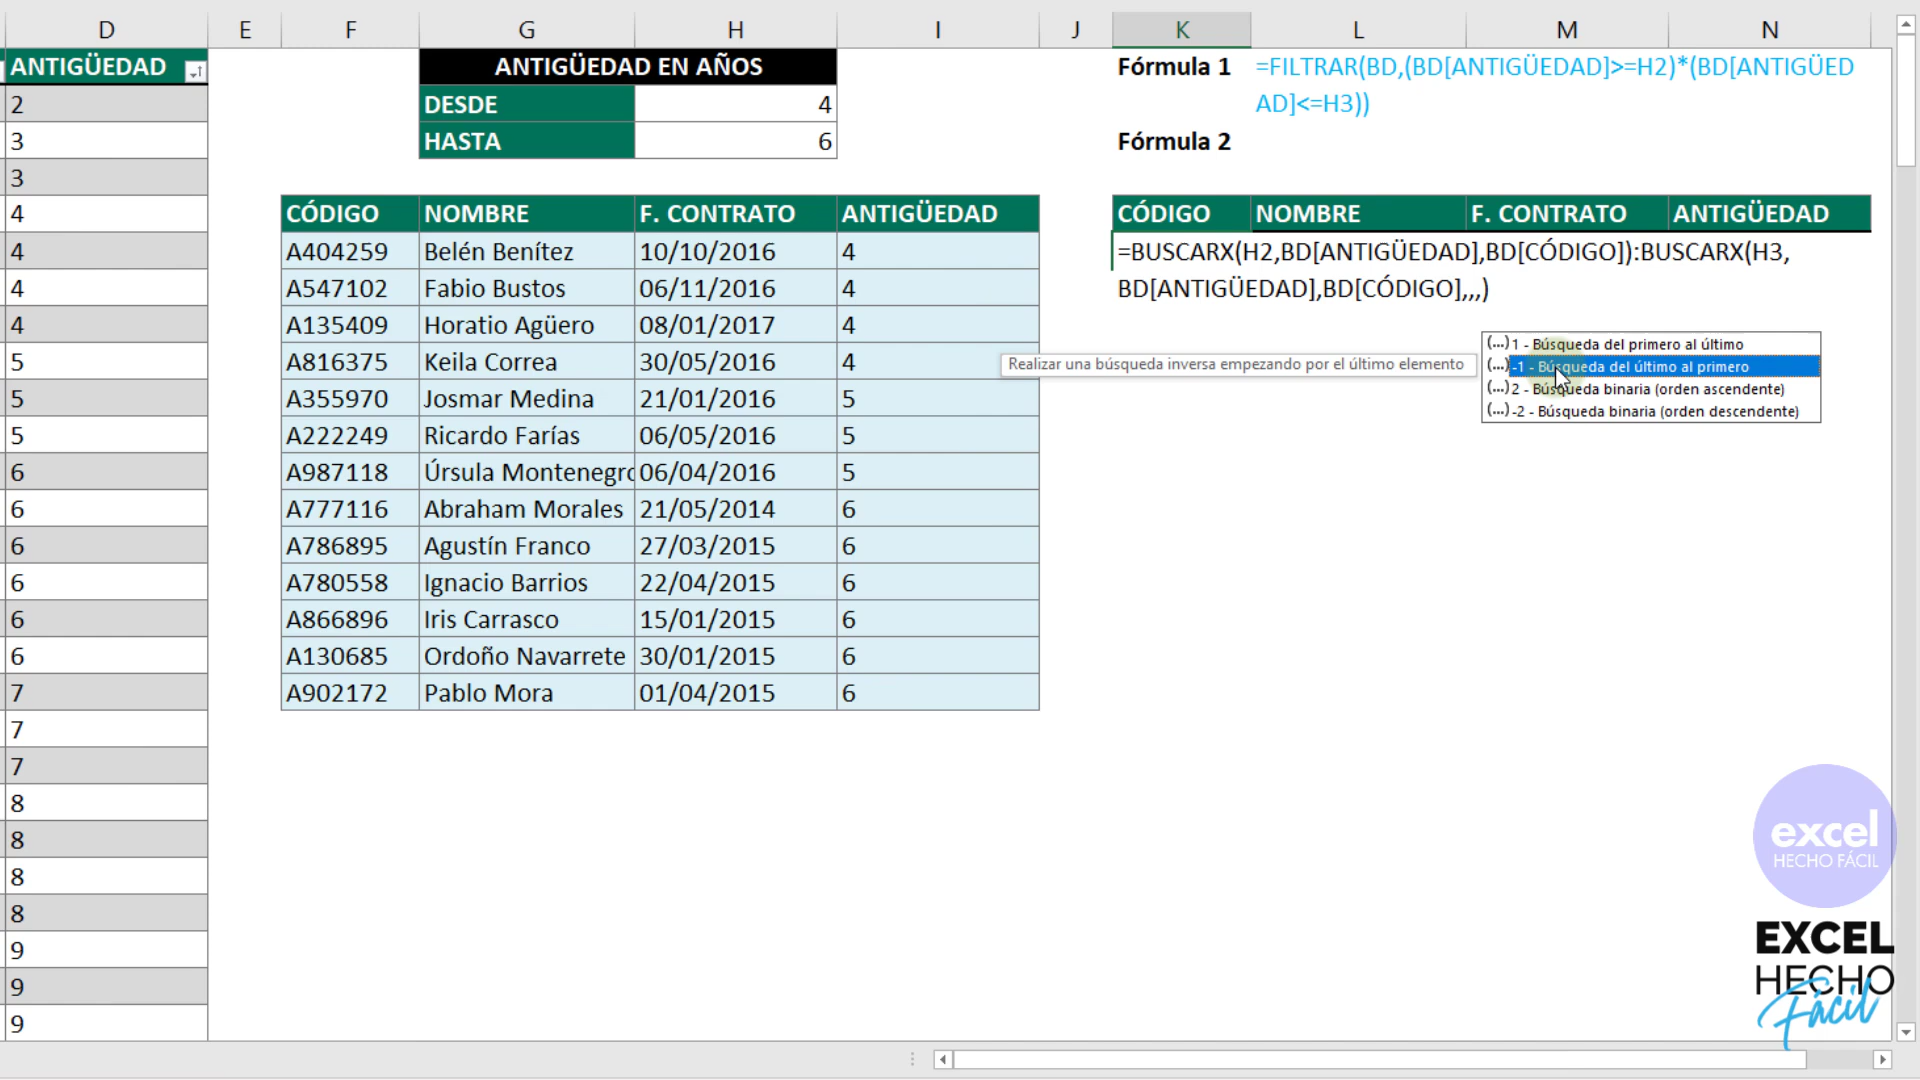 D E F G H I J K L M N
ANTIGÜEDAD ANTIGÜEDAD EN AÑOS Fórmula 1 =FILTRAR(BD,(BD[ANTIGÜEDAD]>=H2)*(BD[ANTIGÜED
2 DESDE 4 AD]<=H3))
3 HASTA 6 Fórmula 2
3
4 CÓDIGO NOMBRE F. CONTRATO ANTIGÜEDAD CÓDIGO NOMBRE F. CONTRATO ANTIGÜEDAD
4 A404259 Belén Benítez 10/10/2016 4 =BUSCARX(H2,BD[ANTIGÜEDAD],BD[CÓDIGO]):BUSCARX(H3,
4 A547102 Fabio Bustos 06/11/2016 4 BD[ANTIGÜEDAD],BD[CÓDIGO],,,)
4 A135409 Horatio Agüero 08/01/2017 4
(...) 1 - Búsqueda del primero al último
5 A816375 Keila Correa 30/05/2016 4 Realizar una búsqueda inversa empezando por el último elemento (...) -1 - Búsqueda del último al primero
(...) 2 - Búsqueda binaria (orden ascendente)
5 A355970 Josmar Medina 21/01/2016 5
(...) -2 - Búsqueda binaria (orden descendente)
5 A222249 Ricardo Farías 06/05/2016 5
6 A987118 Úrsula Montenegro 06/04/2016 5
6 A777116 Abraham Morales 21/05/2014 6
6 A786895 Agustín Franco 27/03/2015 6
6 A780558 Ignacio Barrios 22/04/2015 6
6 A866896 Iris Carrasco 15/01/2015 6
6 A130685 Ordoño Navarrete 30/01/2015 6
7 A902172 Pablo Mora 01/04/2015 6
7
7
8
8
8
8
9
9
9
excel
HECHO FÁCIL
EXCEL
HECHO
Fácil